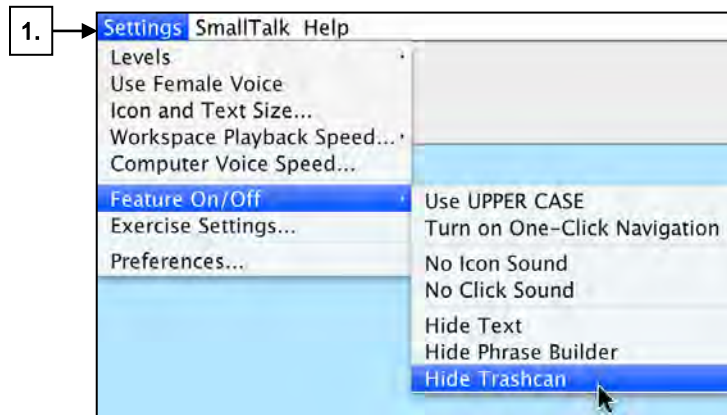 1.
Settings SmallTalk Help
Levels
Use Female Voice
Icon and Text Size...
Workspace Playback Speed...
Computer Voice Speed...
Feature On/Off
Exercise Settings...
Preferences...
Use UPPER CASE
Turn on One-Click Navigation
No Icon Sound
No Click Sound
Hide Text
Hide Phrase Builder
Hide Trashcan